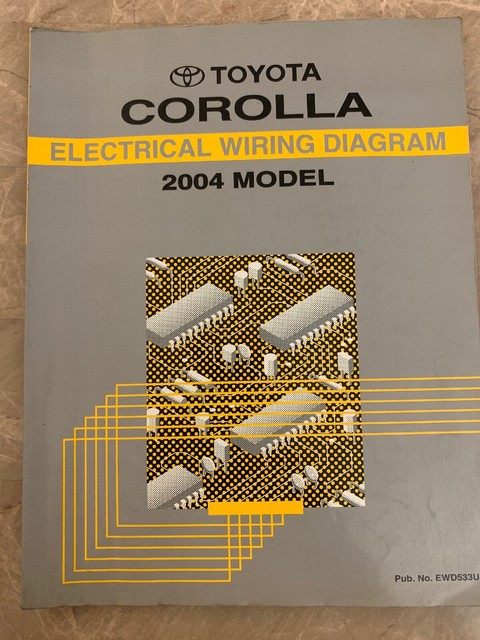 TOYOTA
COROLLA
ELECTRICAL WIRING DIAGRAM
2004 MODEL
Pub. No. EWD533U